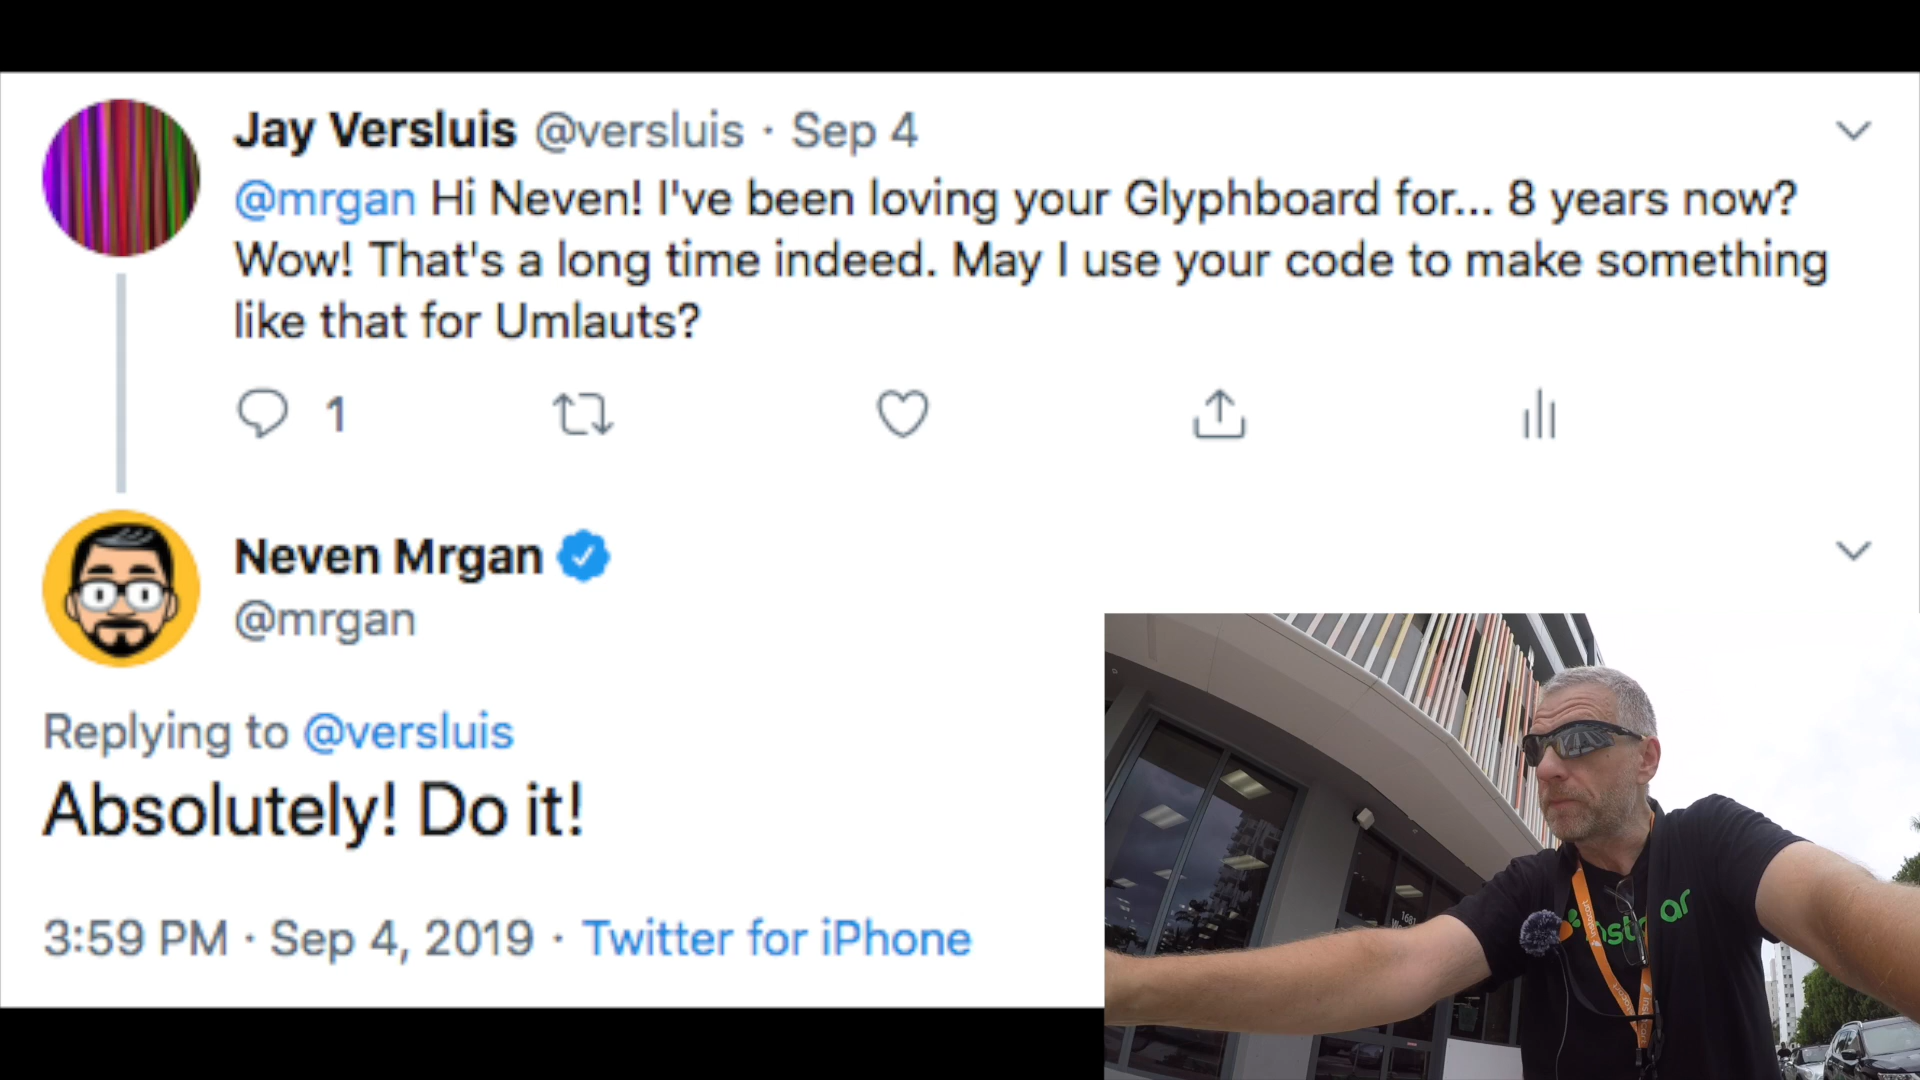 Jay Versluis @versluis · Sep 4
@mrgan Hi Neven! I've been loving your Glyphboard for... 8 years now?
Wow! That's a long time indeed. May I use your code to make something
like that for Umlauts?
1
Neven Mrgan
@mrgan
Replying to @versluis
Absolutely! Do it!
3:59 PM · Sep 4, 2019 · Twitter for iPhone
1681